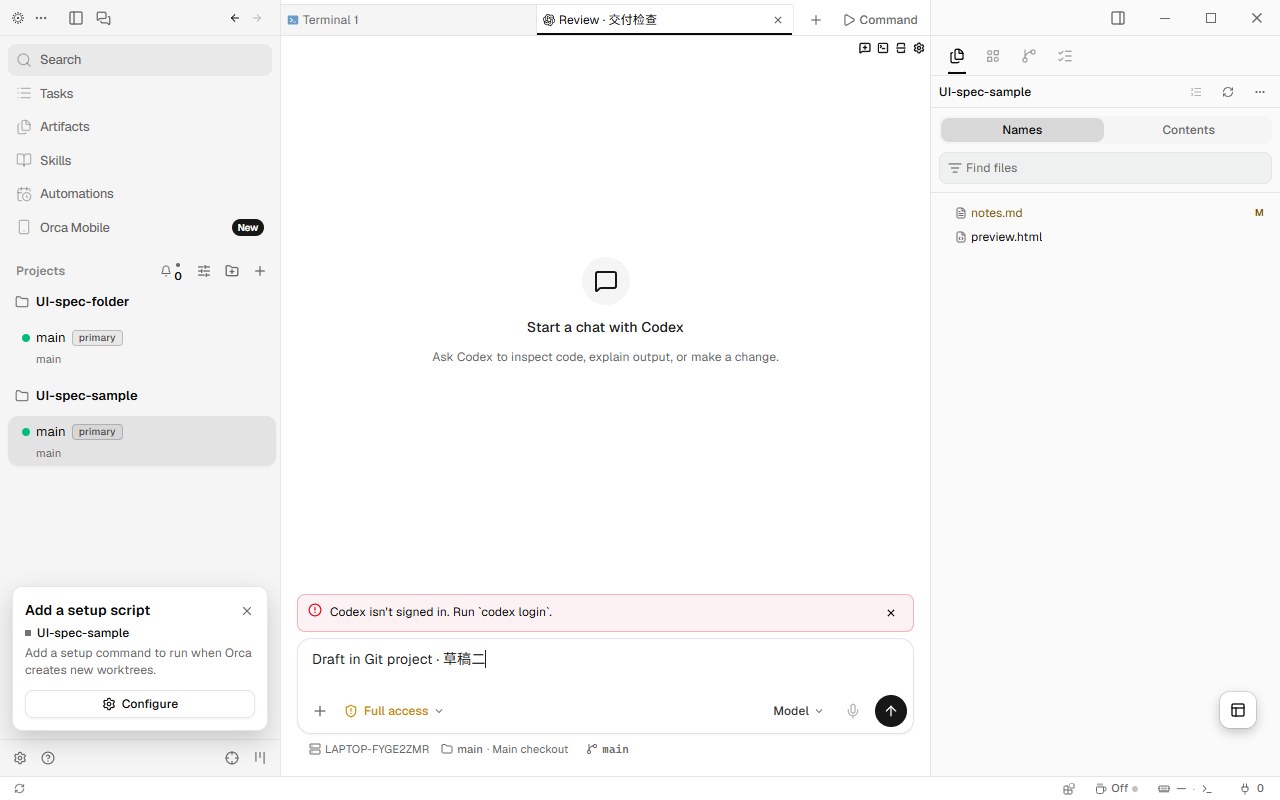 Terminal 1
Review · 交付检查
Command
Search
Tasks
Artifacts
Skills
Automations
Orca Mobile
New
Projects
0
UI-spec-folder
main primary
main
UI-spec-sample
main primary
main
Add a setup script
UI-spec-sample
Add a setup command to run when Orca
creates new worktrees.
Configure
Start a chat with Codex
Ask Codex to inspect code, explain output, or make a change.
Codex isn't signed in. Run `codex login`.
Draft in Git project · 草稿二
Full access
Model
LAPTOP-FYGE2ZMR
main · Main checkout
main
UI-spec-sample
Names
Contents
Find files
notes.md
M
preview.html
Off
— ·
0